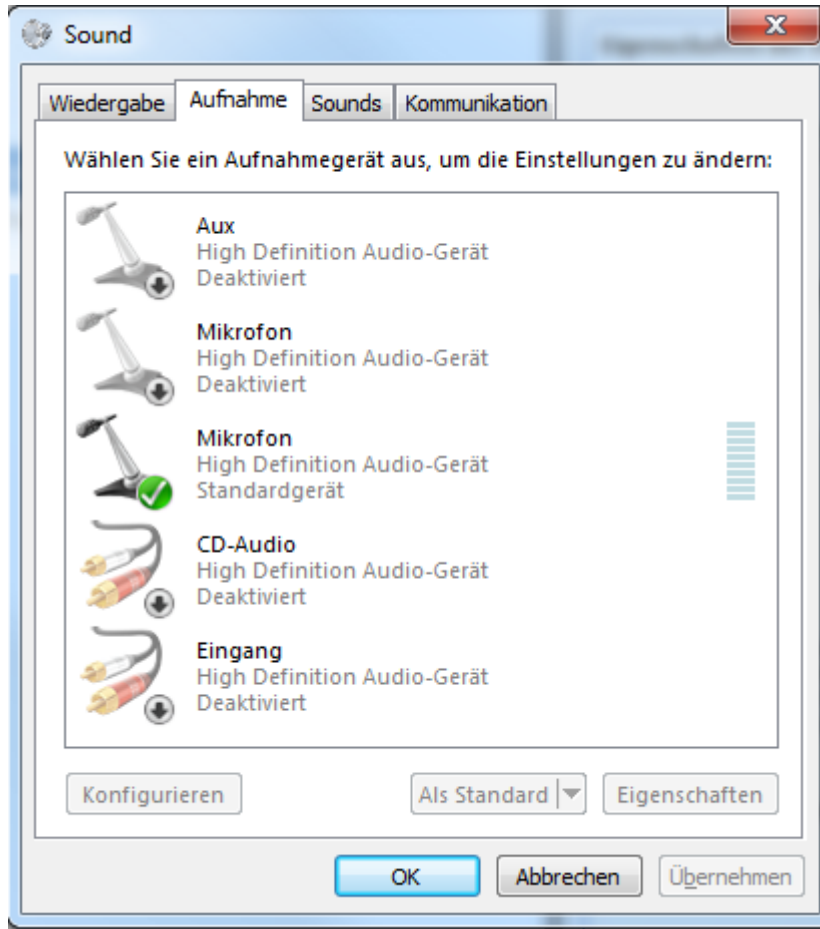 Sound
Wiedergabe Aufnahme Sounds Kommunikation
Wählen Sie ein Aufnahmegerät aus, um die Einstellungen zu ändern:
Aux
High Definition Audio-Gerät
Deaktiviert
Mikrofon
High Definition Audio-Gerät
Deaktiviert
Mikrofon
High Definition Audio-Gerät
Standardgerät
CD-Audio
High Definition Audio-Gerät
Deaktiviert
Eingang
High Definition Audio-Gerät
Deaktiviert
Konfigurieren Als Standard Eigenschaften
OK Abbrechen Übernehmen